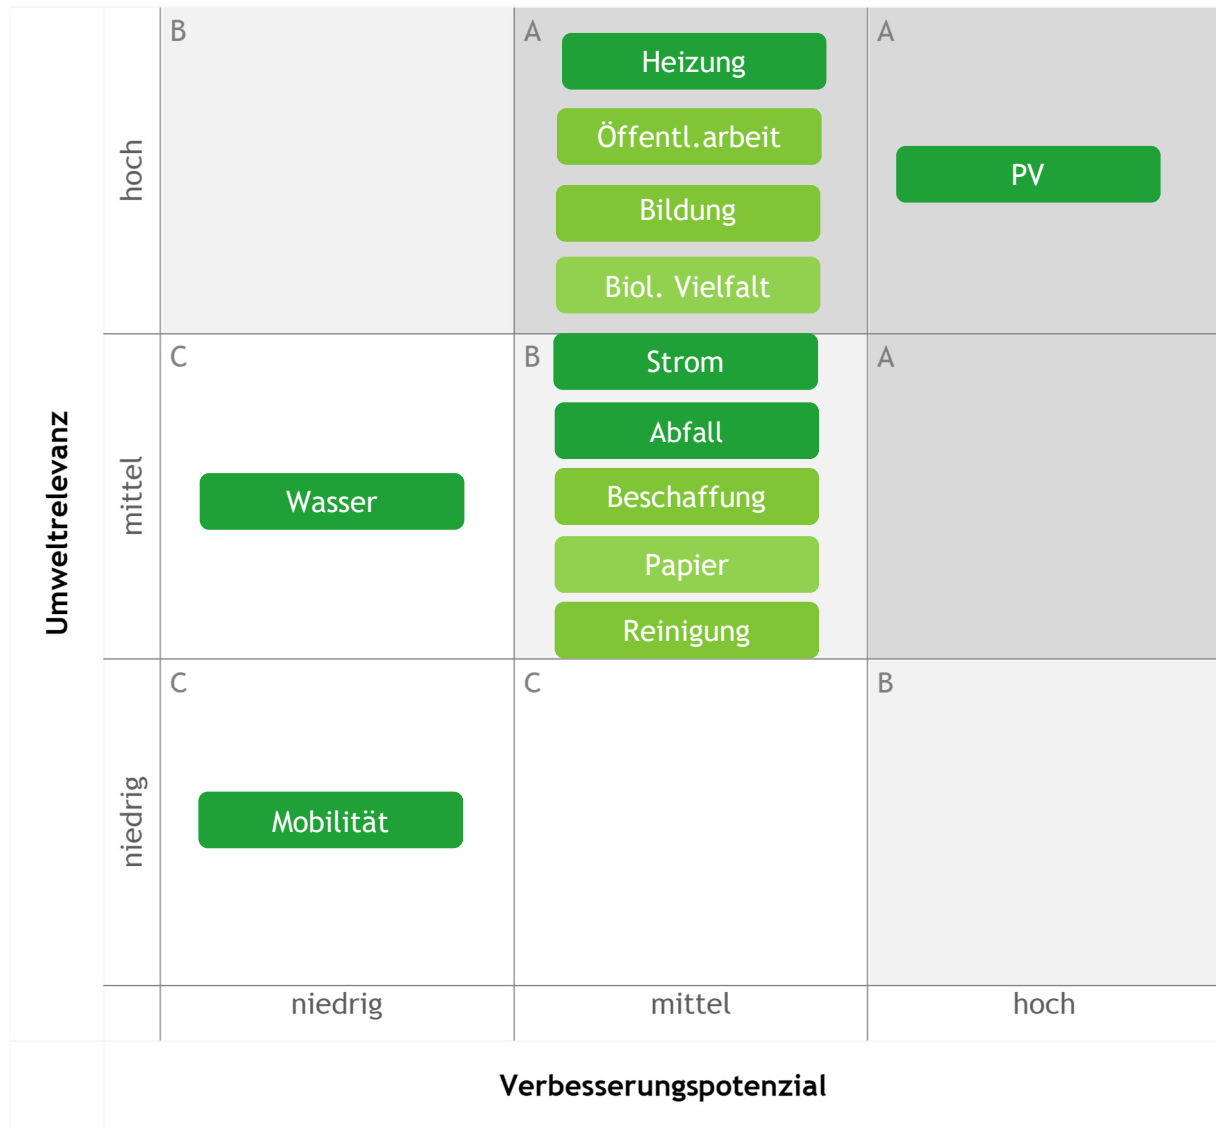 B
A
A
Heizung
Öffentl.arbeit
Bildung
Biol. Vielfalt
PV
hoch
C
B
A
Strom
Abfall
Beschaffung
Papier
Reinigung
Wasser
mittel
Umweltrelevanz
C
C
B
Mobilität
niedrig
niedrig
mittel
hoch
Verbesserungspotenzial